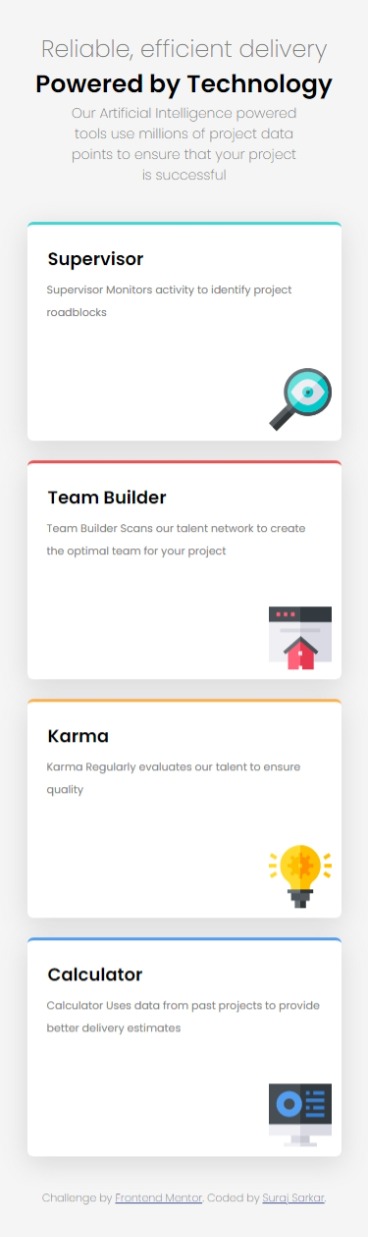 Reliable, efficient delivery
Powered by Technology
Our Artificial Intelligence powered
tools use millions of project data
points to ensure that your project
is successful
Supervisor
Supervisor Monitors activity to identify project
roadblocks
Team Builder
Team Builder Scans our talent network to create
the optimal team for your project
Karma
Karma Regularly evaluates our talent to ensure
quality
Calculator
Calculator Uses data from past projects to provide
better delivery estimates
Challenge by Frontend Mentor. Coded by Suraj Sarkar.